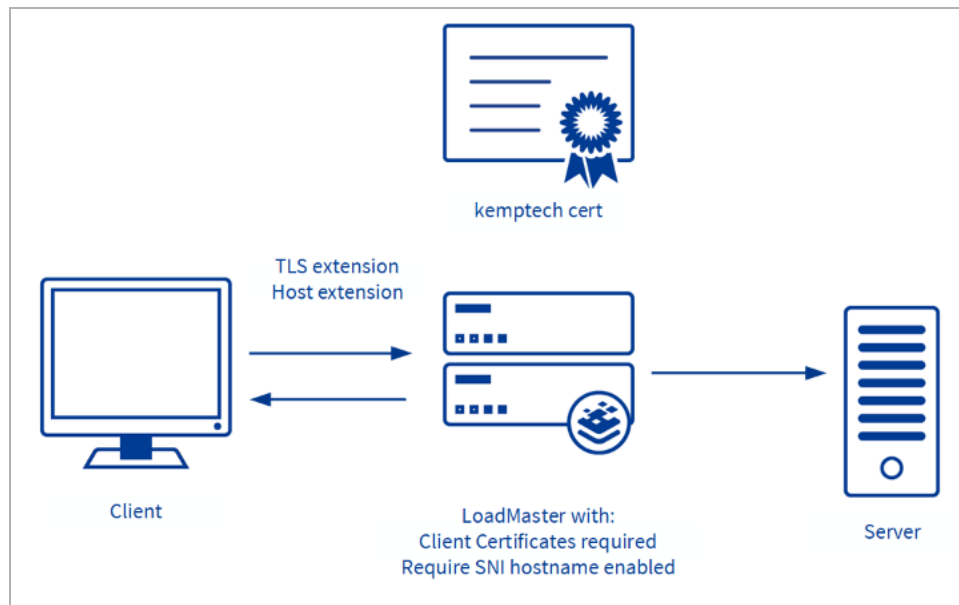 kemptech cert
TLS extension
Host extension
Client
LoadMaster with:
Client Certificates required
Require SNI hostname enabled
Server